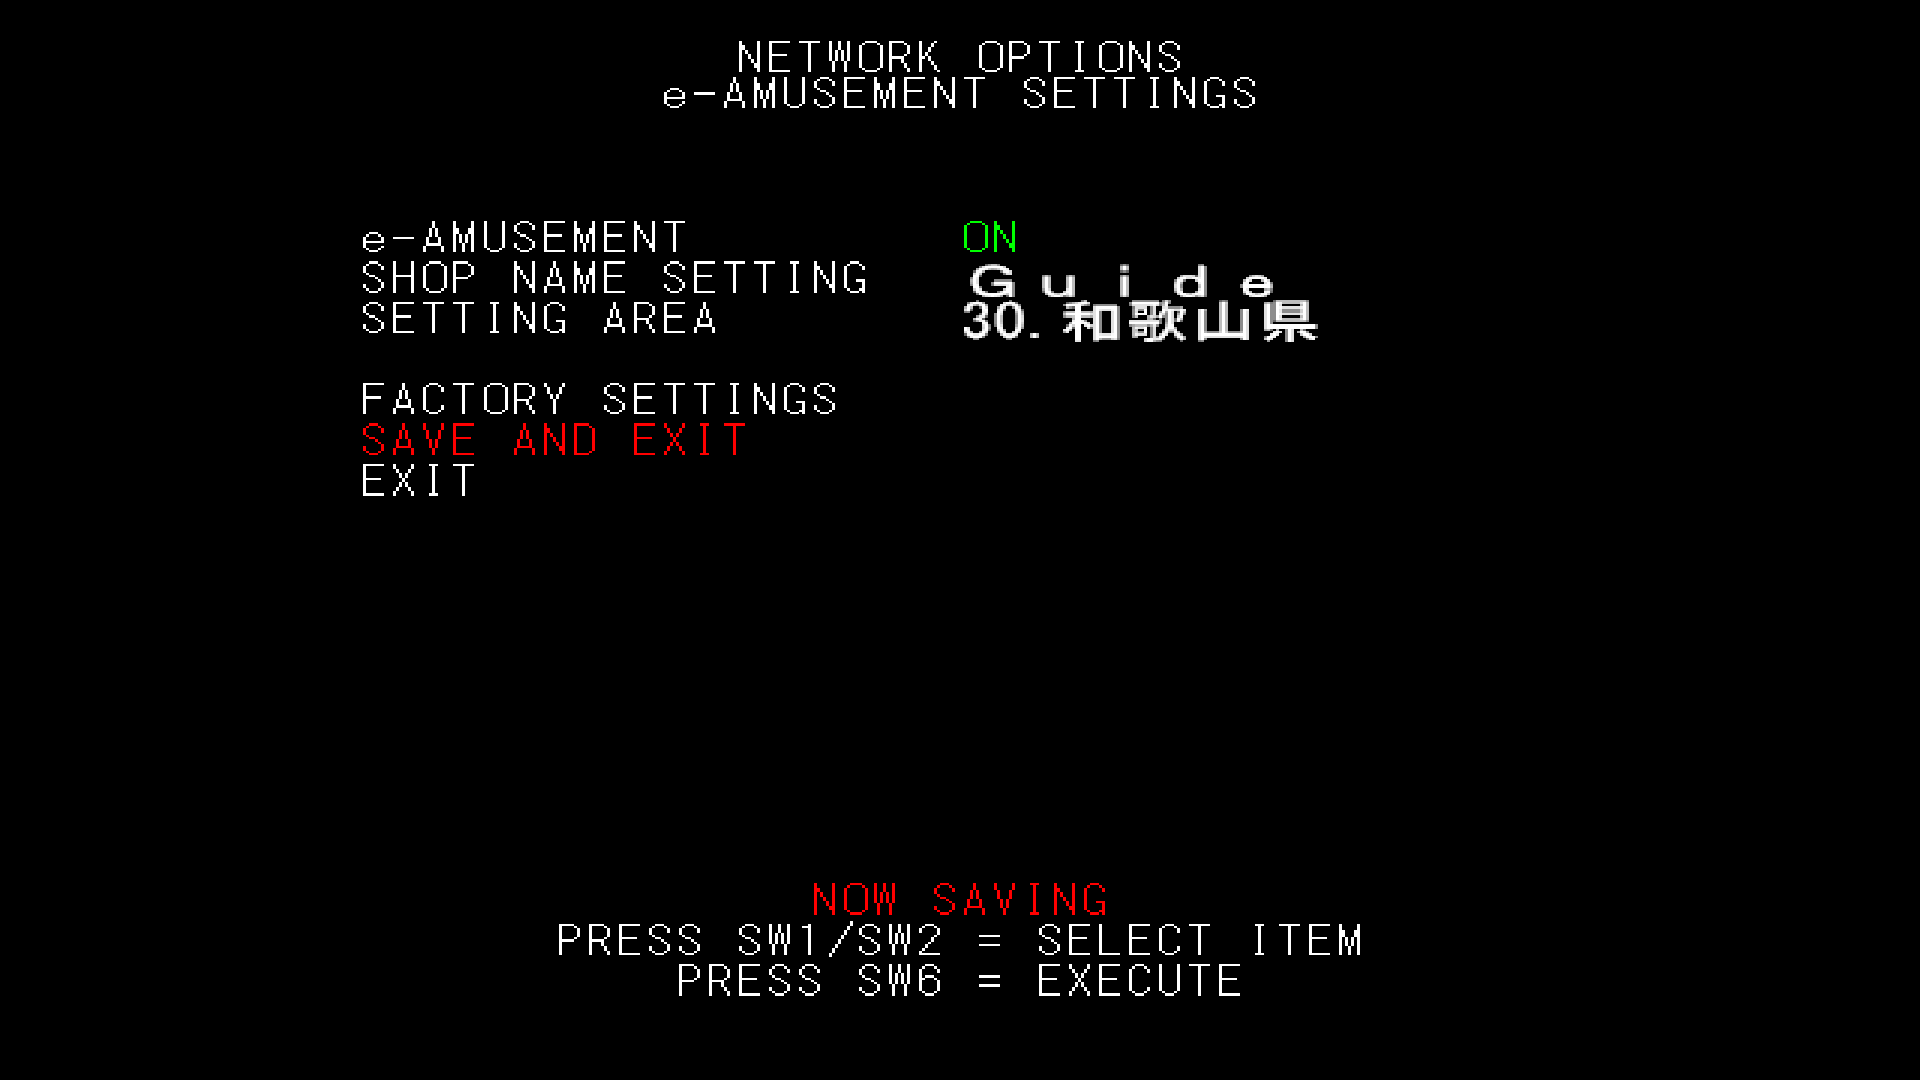 NETWORK OPTIONS
e-AMUSEMENT SETTINGS
e-AMUSEMENT ON
SHOP NAME SETTING Ｇｕｉｄｅ
SETTING AREA 30.和歌山県
FACTORY SETTINGS
SAVE AND EXIT
EXIT
NOW SAVING
PRESS SW1/SW2 = SELECT ITEM
PRESS SW6 = EXECUTE